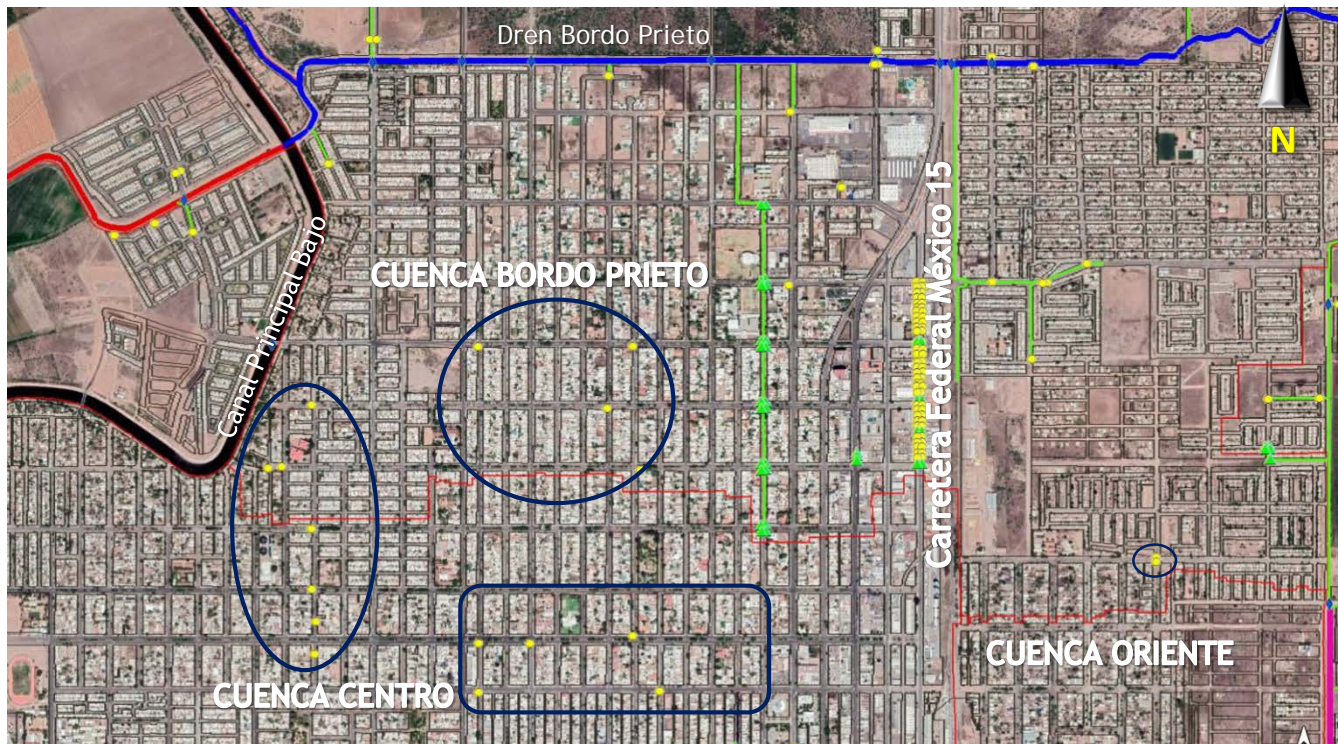 Dren Bordo Prieto
N
Carretera Federal México 15
Canal Principal Bajo
CUENCA BORDO PRIETO
CUENCA ORIENTE
CUENCA CENTRO